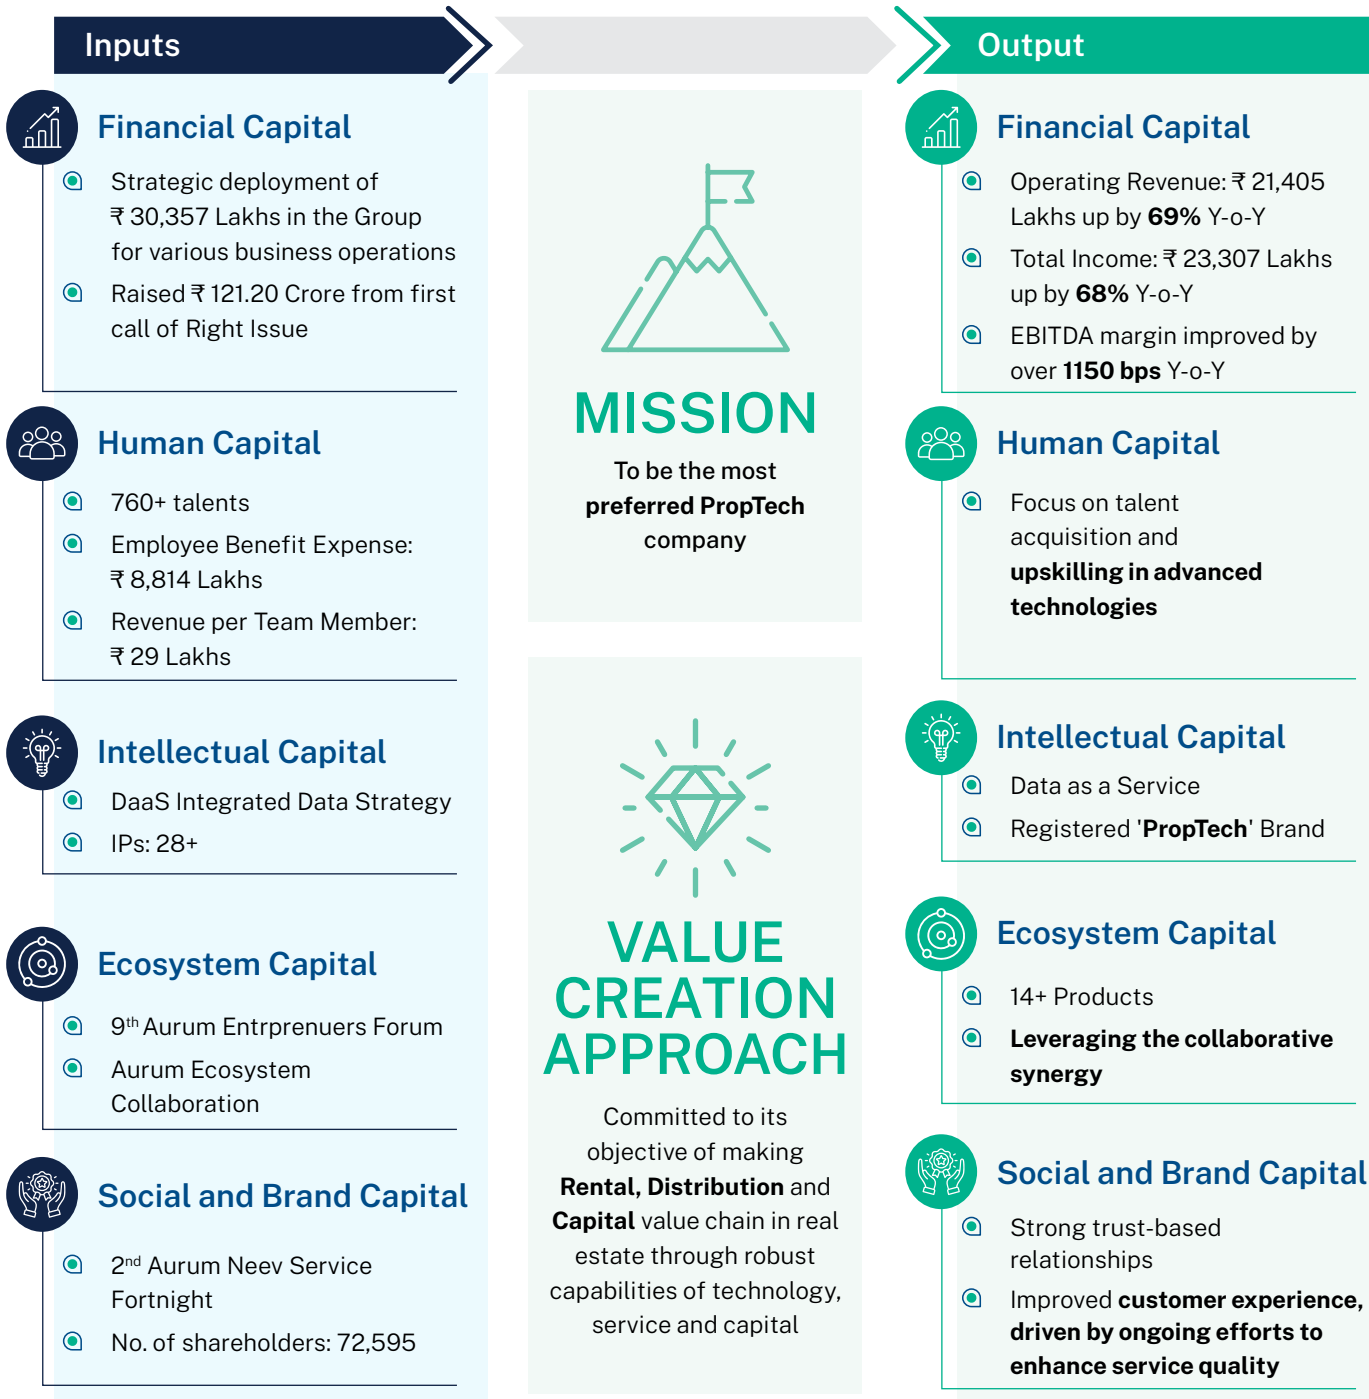 Inputs
Financial Capital
Strategic deployment of
₹ 30,357 Lakhs in the Group
for various business operations
Raised ₹ 121.20 Crore from first
call of Right Issue
Human Capital
760+ talents
Employee Benefit Expense:
₹ 8,814 Lakhs
Revenue per Team Member:
₹ 29 Lakhs
Intellectual Capital
DaaS Integrated Data Strategy
IPs: 28+
Ecosystem Capital
9th Aurum Entrprenuers Forum
Aurum Ecosystem
Collaboration
Social and Brand Capital
2nd Aurum Neev Service
Fortnight
No. of shareholders: 72,595
MISSION
To be the most
preferred PropTech
company
VALUE
CREATION
APPROACH
Committed to its
objective of making
Rental, Distribution and
Capital value chain in real
estate through robust
capabilities of technology,
service and capital
Output
Financial Capital
Operating Revenue: ₹ 21,405
Lakhs up by 69% Y-o-Y
Total Income: ₹ 23,307 Lakhs
up by 68% Y-o-Y
EBITDA margin improved by
over 1150 bps Y-o-Y
Human Capital
Focus on talent
acquisition and
upskilling in advanced
technologies
Intellectual Capital
Data as a Service
Registered 'PropTech' Brand
Ecosystem Capital
14+ Products
Leveraging the collaborative
synergy
Social and Brand Capital
Strong trust-based
relationships
Improved customer experience,
driven by ongoing efforts to
enhance service quality